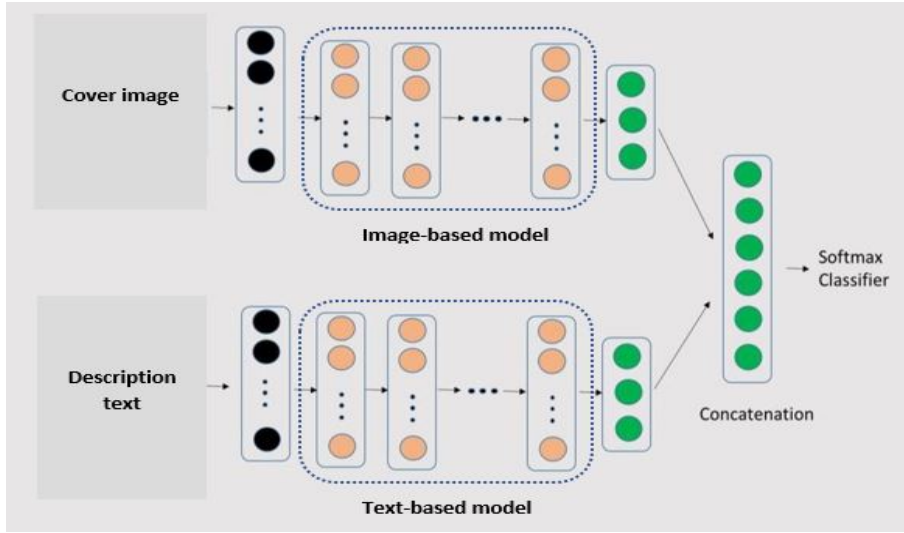 Cover image
Image-based model
Softmax
Classifier
Description
text
Concatenation
Text-based model